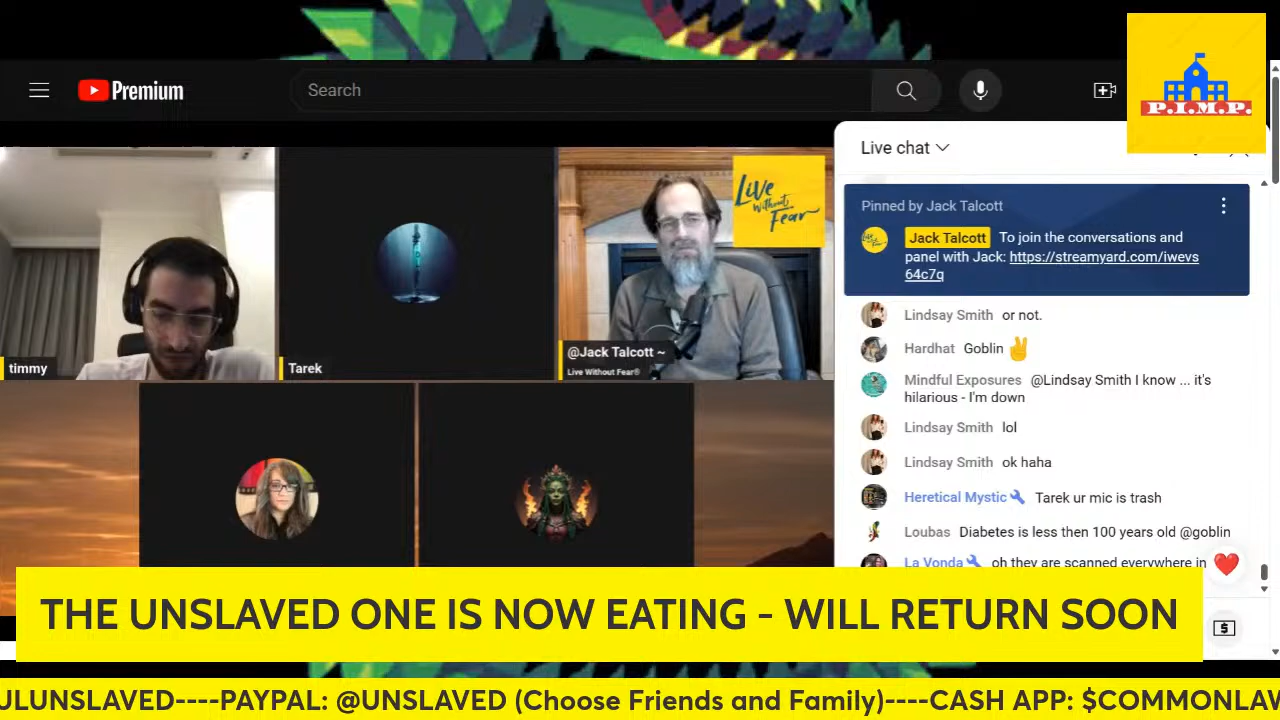 Premium
Search
P.I.M.P.
Live chat
Live
Without
Fear
Pinned by Jack Talcott
Jack Talcott To join the conversations and
panel with Jack: https://streamyard.com/iwevs
64c7q
Lindsay Smith or not.
Hardhat Goblin ✌
Mindful Exposures @Lindsay Smith I know ... it's
hilarious - I'm down
Lindsay Smith lol
Lindsay Smith ok haha
Heretical Mystic Tarek ur mic is trash
Loubas Diabetes is less then 100 years old @goblin
La Vonda oh they are scanned everywhere in
timmy
Tarek
@Jack Talcott ~
Live Without Fear®
THE UNSLAVED ONE IS NOW EATING - WILL RETURN SOON
ULUNSLAVED----PAYPAL: @UNSLAVED (Choose Friends and Family)----CASH APP: $COMMONLAW